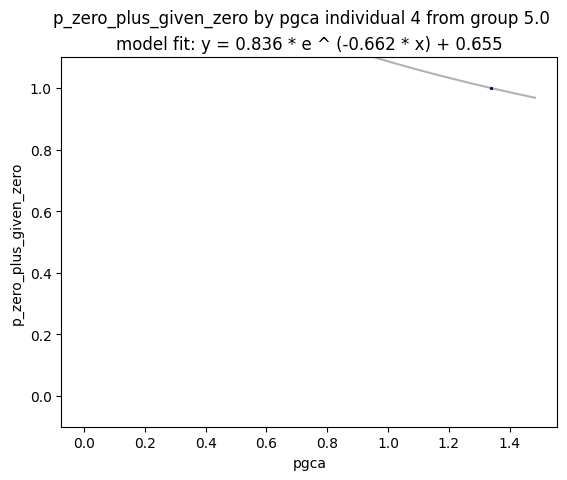 p_zero_plus_given_zero by pgca individual 4 from group 5.0
model fit: y = 0.836 * e ^ (-0.662 * x) + 0.655
1.0
0.8
0.6
0.4
0.2
0.0
p_zero_plus_given_zero
0.0 0.2 0.4 0.6 0.8 1.0 1.2 1.4
pgca